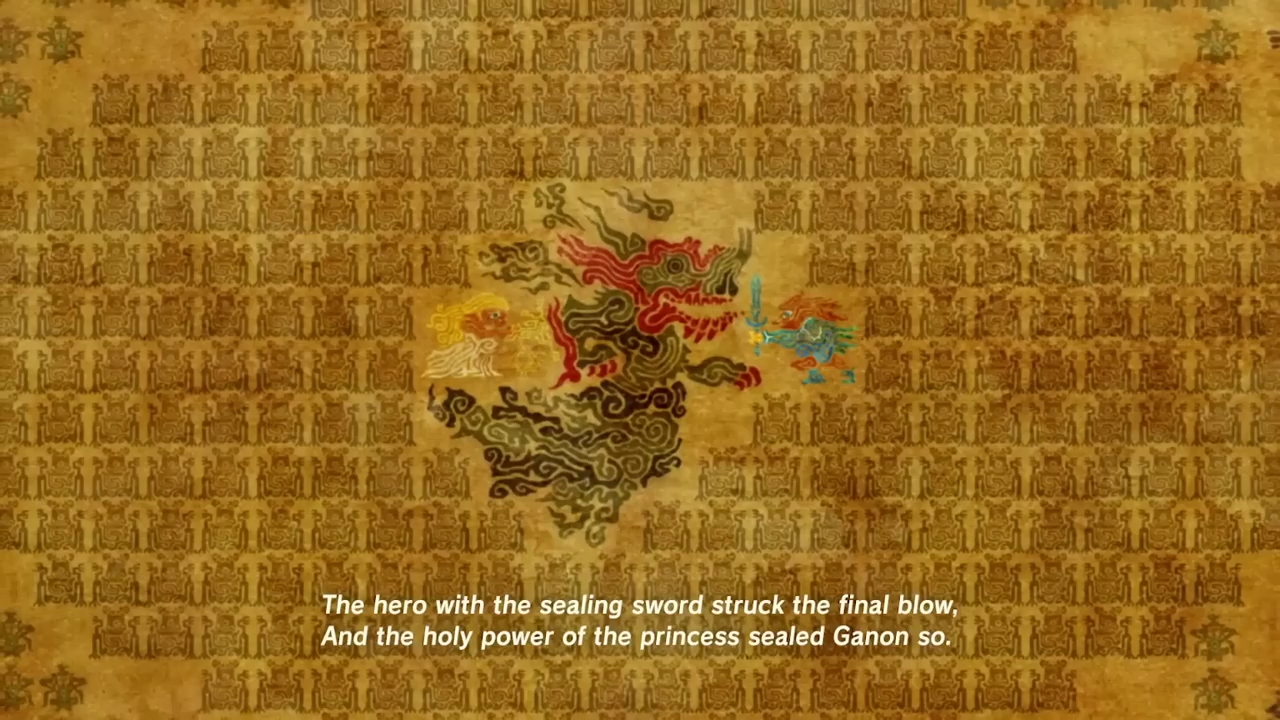 The hero with the sealing sword struck the final blow,
And the holy power of the princess sealed Ganon so.